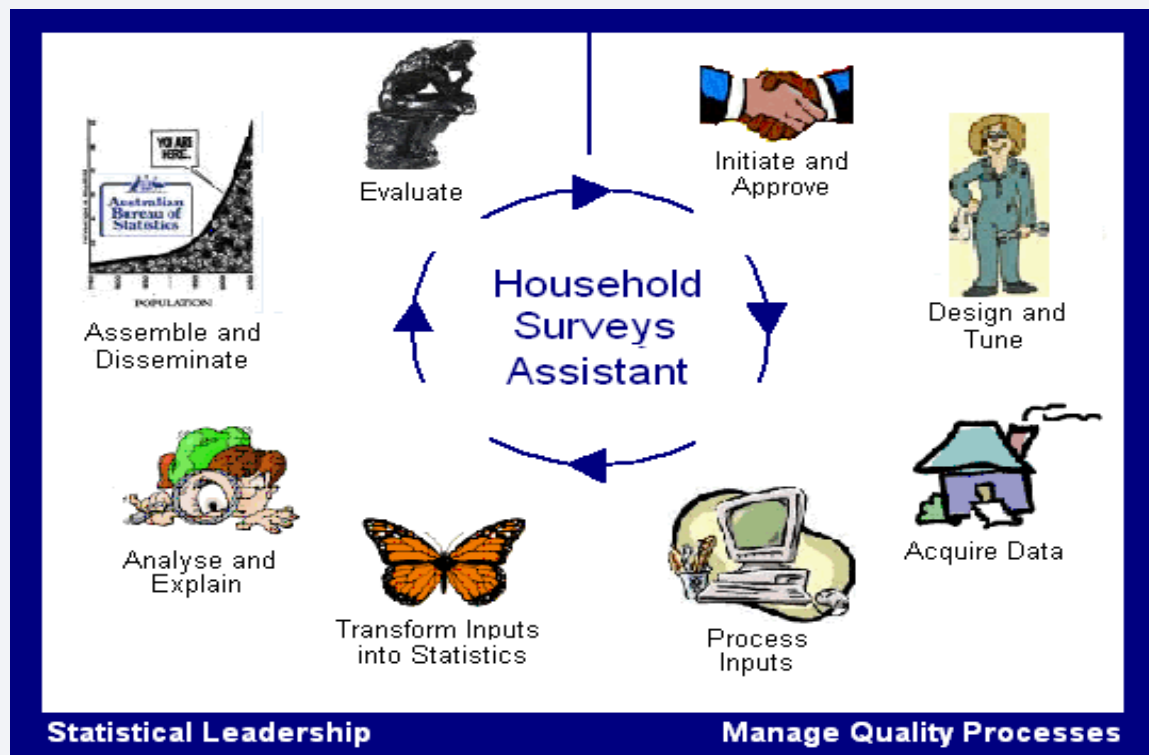 Evaluate
Initiate and
Approve
YOU ARE
HERE..
Australian
Bureau of
Statistics
POPULATION
Assemble and
Disseminate
Design and
Tune
Household
Surveys
Assistant
Analyse and
Explain
Acquire Data
Transform Inputs
into Statistics
Process
Inputs
Statistical Leadership
Manage Quality Processes